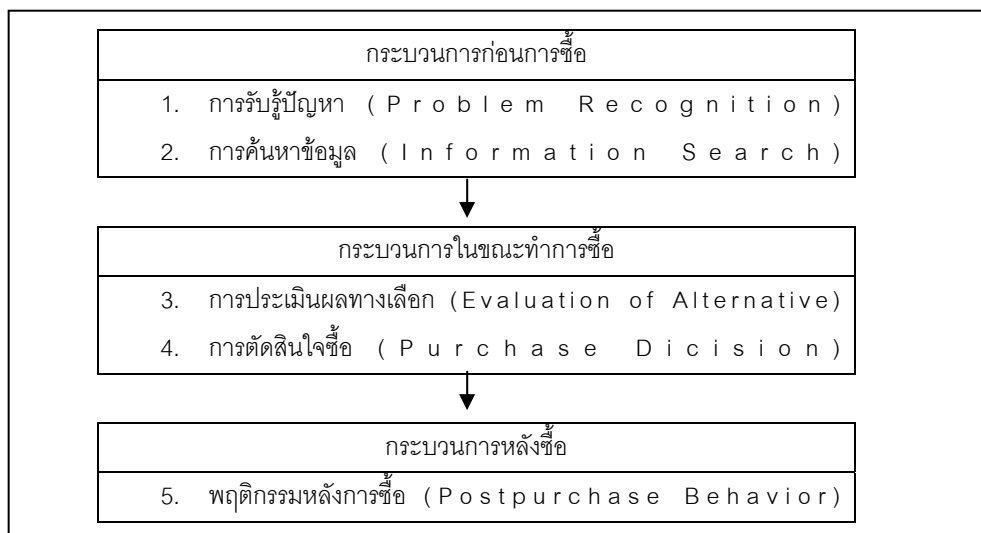 กระบวนการก่อนการซื้อ
1. การรับรู้ปัญหา (Problem Recognition)
2. การค้นหาข้อมูล (Information Search)
กระบวนการในขณะทำการซื้อ
3. การประเมินผลทางเลือก (Evaluation of Alternative)
4. การตัดสินใจซื้อ (Purchase Dicision)
กระบวนการหลังซื้อ
5. พฤติกรรมหลังการซื้อ (Postpurchase Behavior)